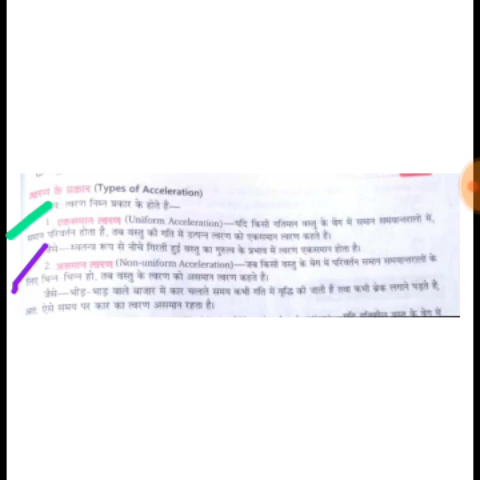 त्वरण के प्रकार (Types of Acceleration)
त्वरण निम्न प्रकार के होते है—
1. एकसमान त्वरण (Uniform Acceleration)—यदि किसी गतिमान वस्तु के वेग में समान समयान्तरालों में,
समान परिवर्तन होता हैं, तब वस्तु की गति में उत्पन्न त्वरण को एकसमान त्वरण कहते है।
जैसे—स्वतन्त्र रूप से नीचे गिरती हुई वस्तु का गुरुत्व के प्रभाव में त्वरण एकसमान होता है।
2. असमान त्वरण (Non-uniform Acceleration)—जब किसी वस्तु के वेग में परिवर्तन समान समयान्तरालों के
लिए भिन्न भिन्न हो, तब वस्तु के त्वरण को असमान त्वरण कहते है।
जैसे—भीड़-भाड़ वाले बाजार में कार चलाते समय कभी गति में वृद्धि की जाती हैं तथा कभी ब्रेक लगाने पड़ते है,
अतः ऐसे समय पर कार का त्वरण असमान रहता है।
वस्तु के वेग में